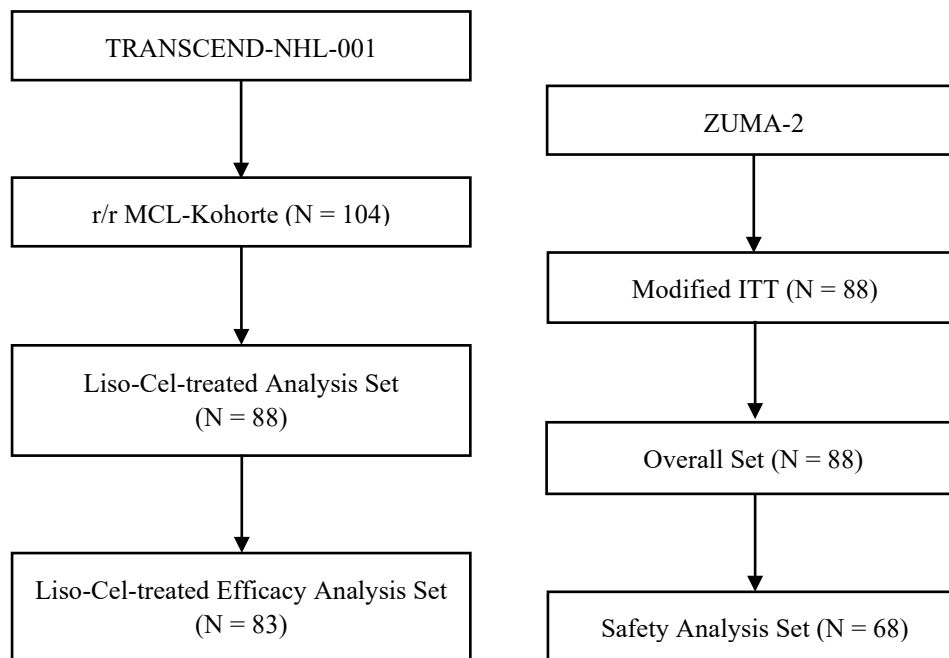 TRANSCEND-NHL-001
r/r MCL-Kohorte (N = 104)
Liso-Cel-treated Analysis Set
(N = 88)
Liso-Cel-treated Efficacy Analysis Set
(N = 83)
ZUMA-2
Modified ITT (N = 88)
Overall Set (N = 88)
Safety Analysis Set (N = 68)